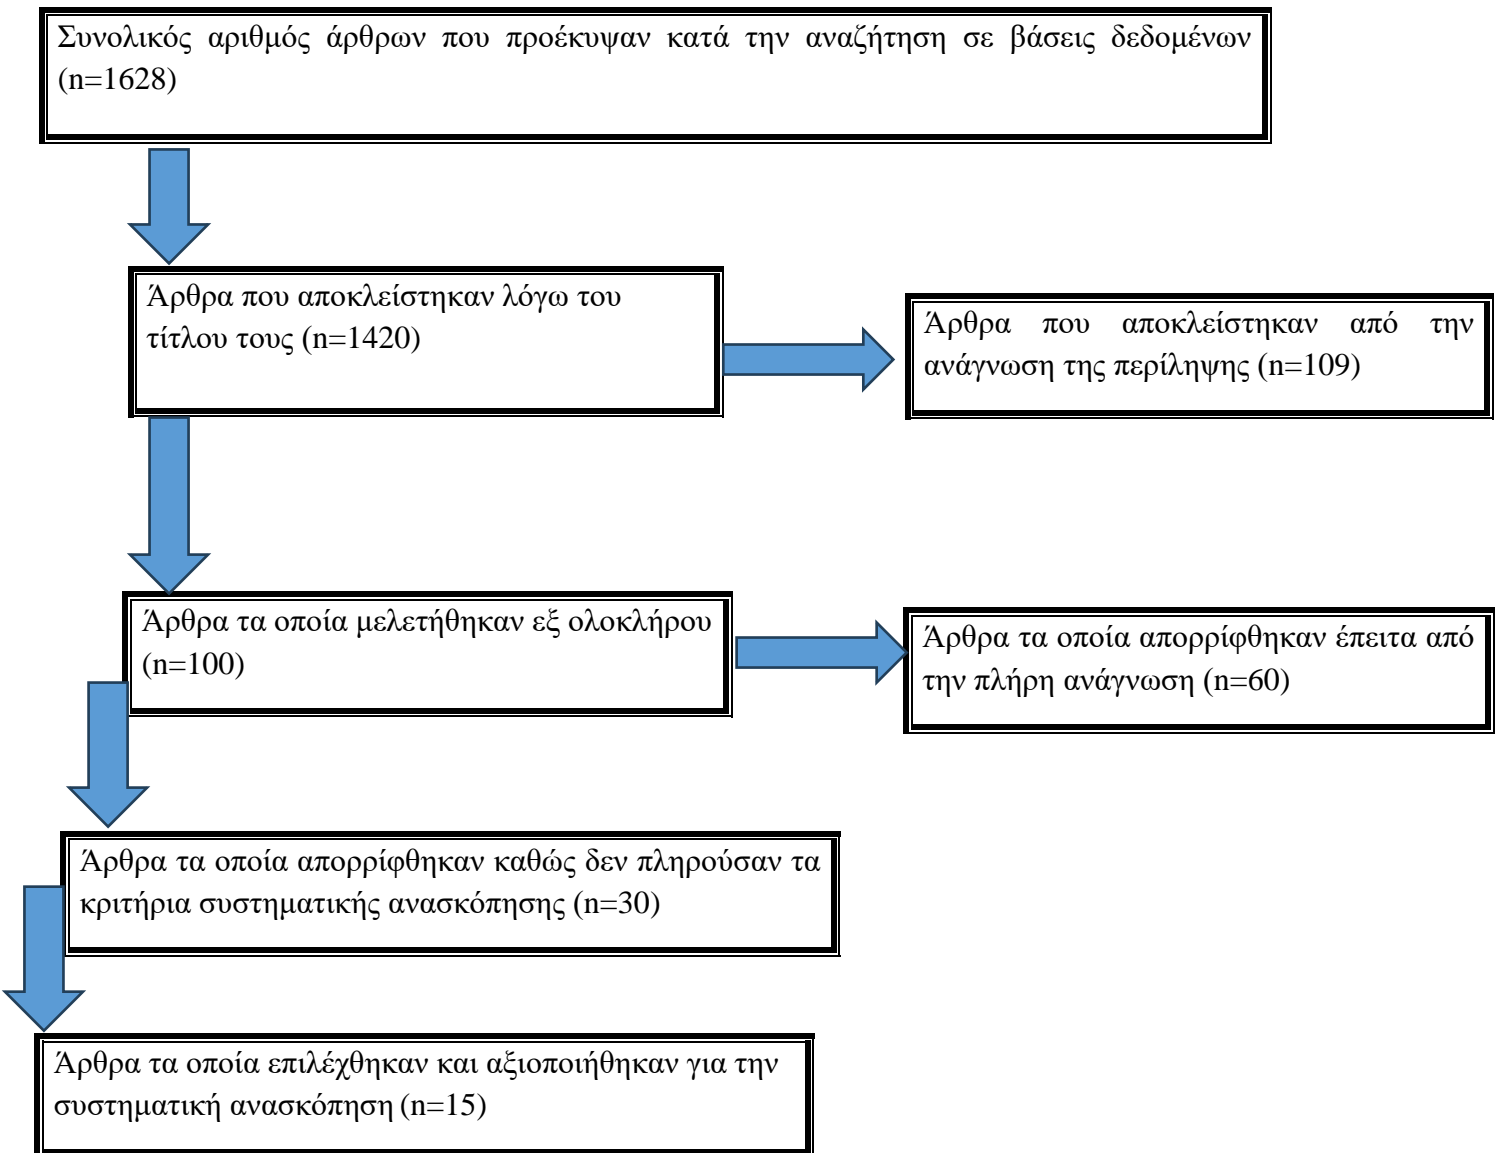 Συνολικός αριθμός άρθρων που προέκυψαν κατά την αναζήτηση σε βάσεις δεδομένων
(n=1628)
Άρθρα που αποκλείστηκαν λόγω του
τίτλου τους (n=1420)
Άρθρα που αποκλείστηκαν από την
ανάγνωση της περίληψης (n=109)
Άρθρα τα οποία μελετήθηκαν εξ ολοκλήρου
(n=100)
Άρθρα τα οποία απορρίφθηκαν έπειτα από
την πλήρη ανάγνωση (n=60)
Άρθρα τα οποία απορρίφθηκαν καθώς δεν πληρούσαν τα
κριτήρια συστηματικής ανασκόπησης (n=30)
Άρθρα τα οποία επιλέχθηκαν και αξιοποιήθηκαν για την
συστηματική ανασκόπηση (n=15)